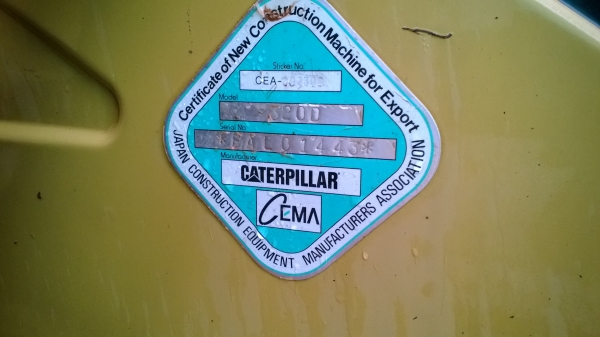 Certificate of New Construction Machine for Export
Sticker No.
CEA-
Model
Serial No.
Manufacturer
CATERPILLAR
CEMA
JAPAN CONSTRUCTION EQUIPMENT MANUFACTURERS ASSOCIATION